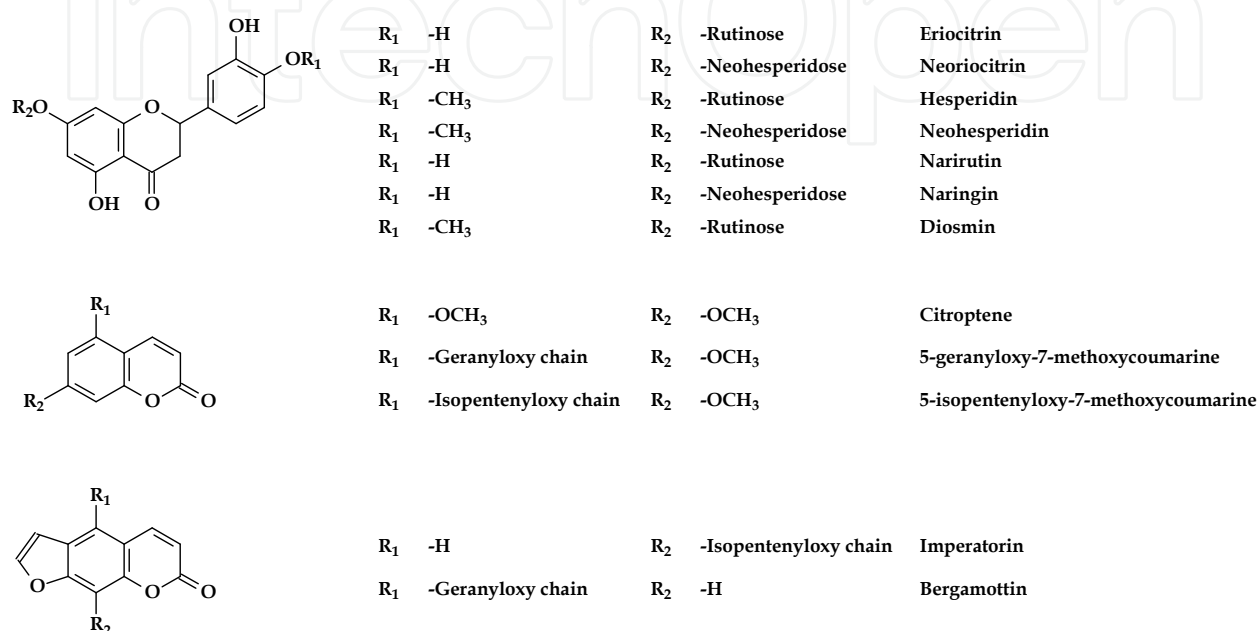 IntechOpen
OH
OR1
R2O
O
OH
O
R1 -H R2 -Rutinose Eriocitrin
R1 -H R2 -Neohesperidose Neoriocitrin
R1 -CH3 R2 -Rutinose Hesperidin
R1 -CH3 R2 -Neohesperidose Neohesperidin
R1 -H R2 -Rutinose Narirutin
R1 -H R2 -Neohesperidose Naringin
R1 -CH3 R2 -Rutinose Diosmin
R1
R2
O
O
R1 -OCH3 R2 -OCH3 Citroptene
R1 -Geranyloxy chain R2 -OCH3 5-geranyloxy-7-methoxycoumarine
R1 -Isopentenyloxy chain R2 -OCH3 5-isopentenyloxy-7-methoxycoumarine
R1
O
O
O
R2
R1 -H R2 -Isopentenyloxy chain Imperatorin
R1 -Geranyloxy chain R2 -H Bergamottin